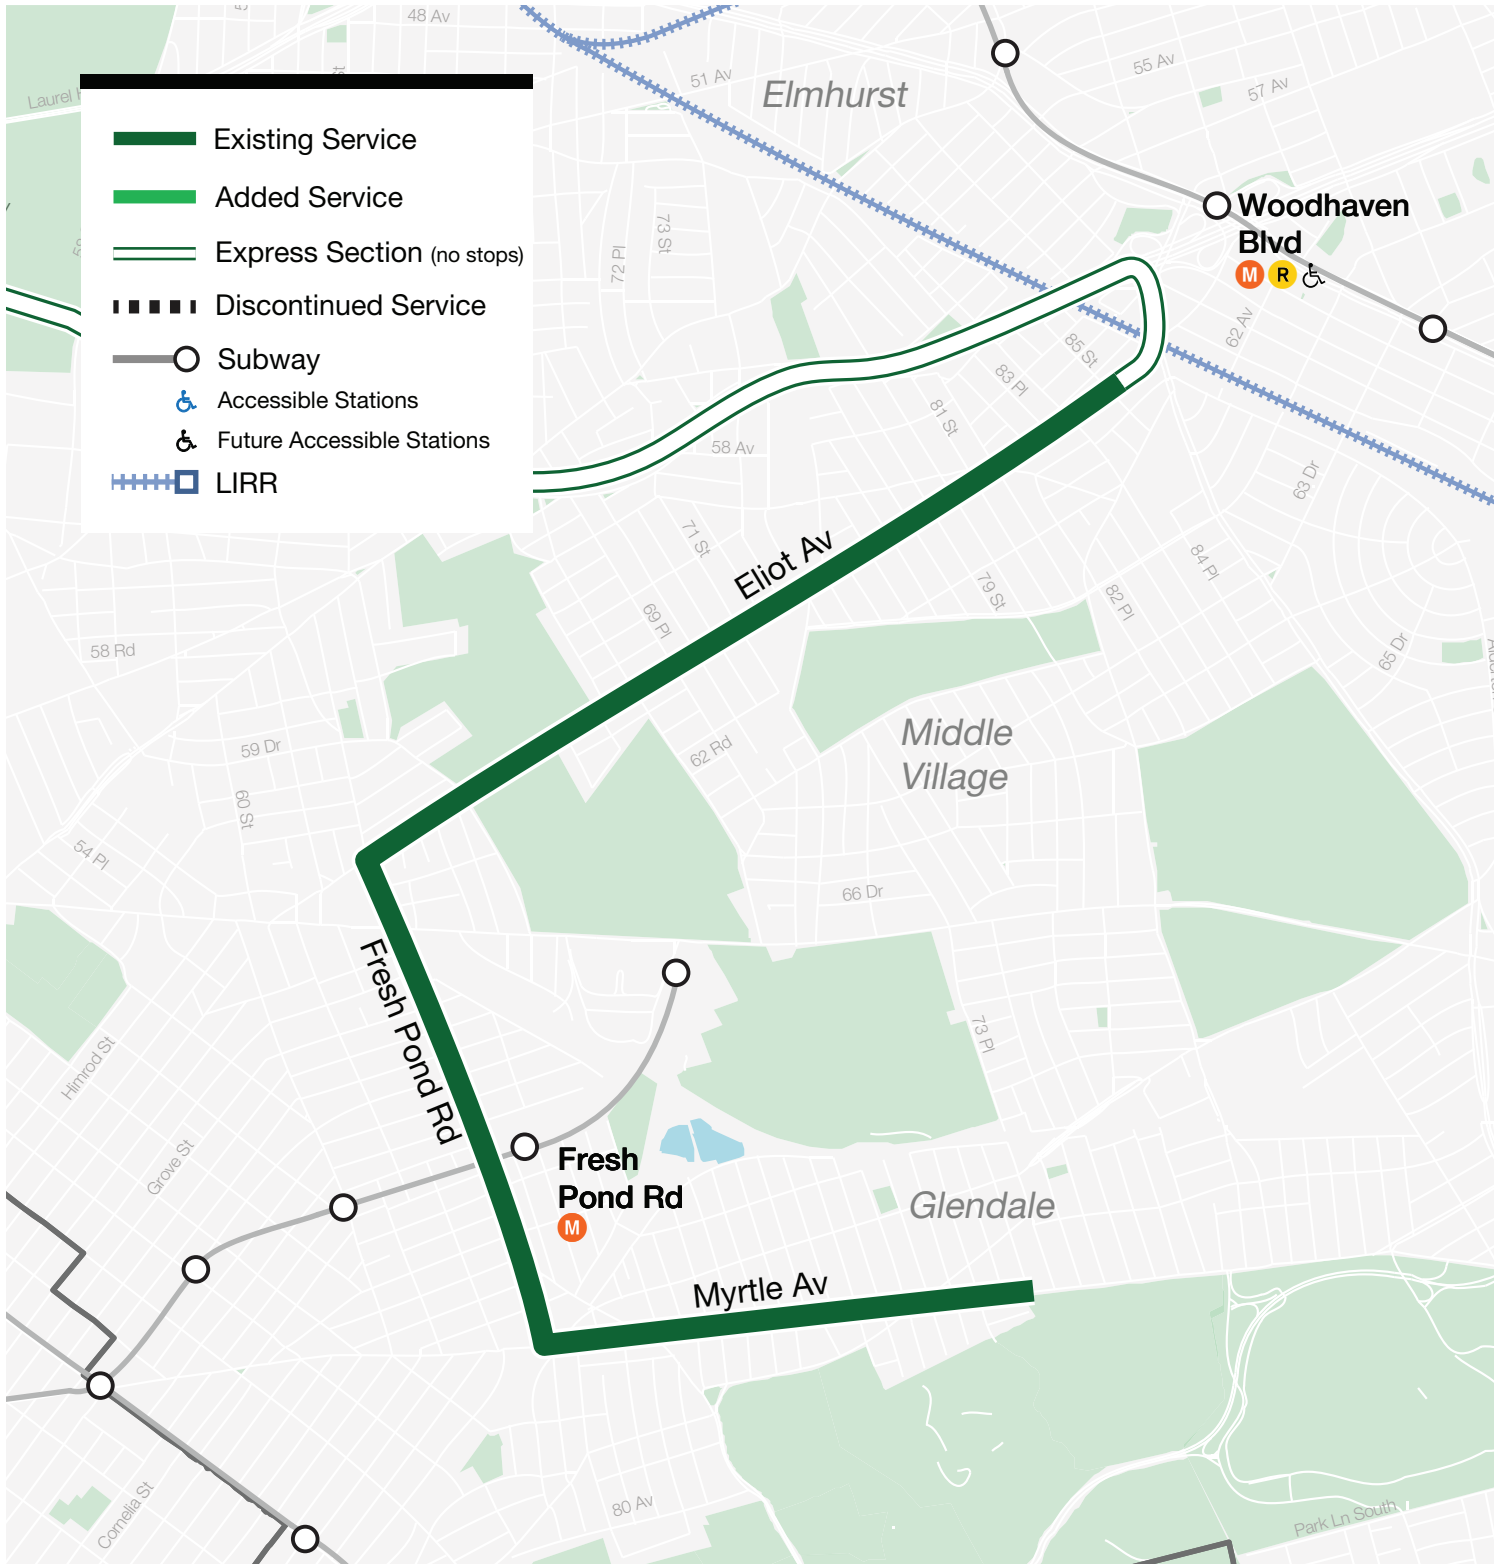 48 Av
51 Av
Elmhurst
55 Av
57 Av
Laurel H
Existing Service
Added Service
Express Section (no stops)
Discontinued Service
Subway
Accessible Stations
Future Accessible Stations
LIRR
73 St
72 Pl
Woodhaven
Blvd
M R
62 Av
85 St
83 Pl
81 St
58 Av
63 Dr
71 St
Eliot Av
84 Pl
79 St
82 Pl
69 Pl
58 Rd
65 Dr
Middle
Village
59 Dr
62 Rd
60 St
54 Pl
66 Dr
Fresh Pond Rd
73 Pl
Himrod St
Grove St
Fresh
Pond Rd
M
Glendale
Myrtle Av
80 Av
Cornelia St
Park Ln South